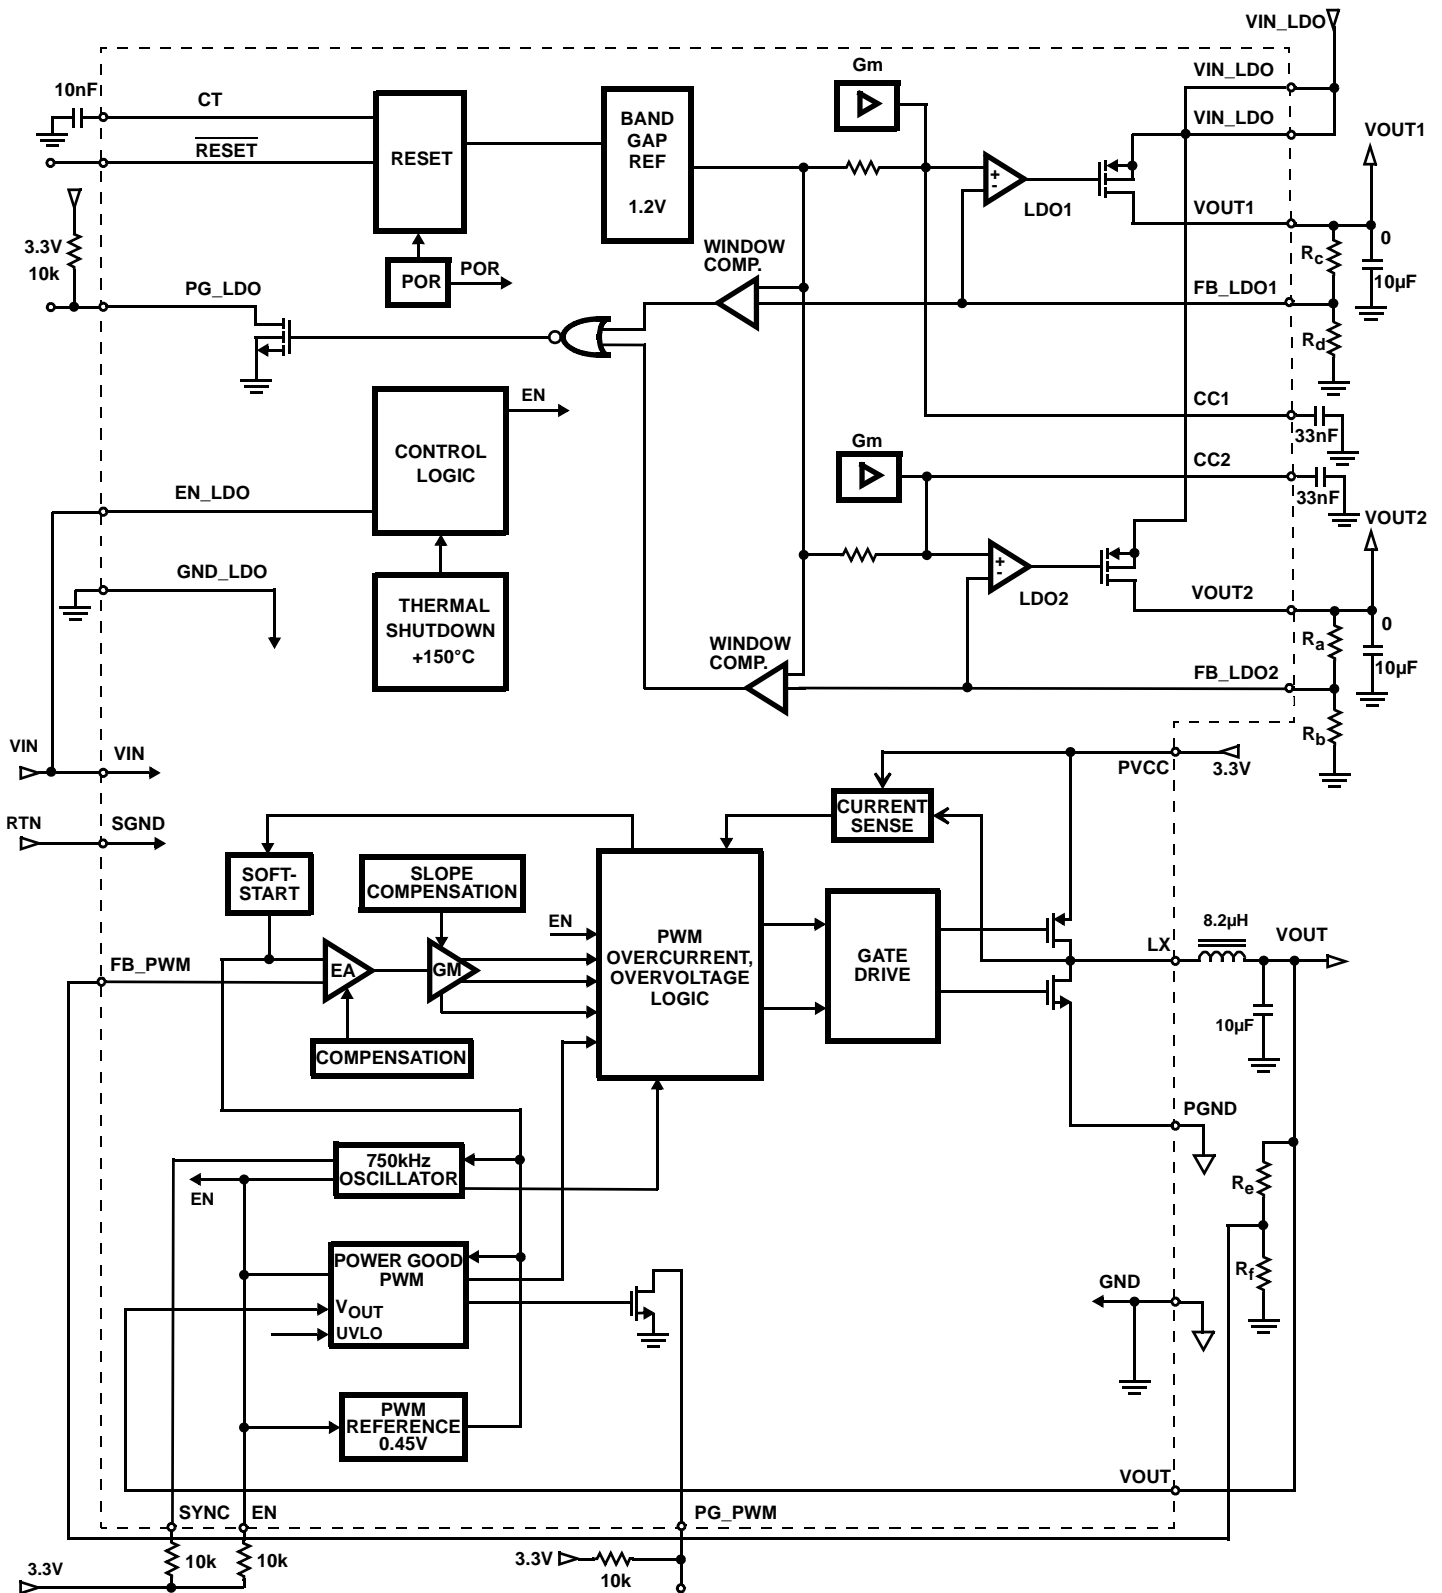 VIN_LDO
10nF
CT
RESET
RESET
BAND
GAP
REF
1.2V
Gm
VIN_LDO
VIN_LDO
VOUT1
+
-
LDO1
VOUT1
0
3.3V
10k
POR
POR
WINDOW
COMP.
Rc
10µF
PG_LDO
FB_LDO1
Rd
EN
CONTROL
LOGIC
CC1
33nF
Gm
CC2
33nF
EN_LDO
VOUT2
GND_LDO
+
-
LDO2
VOUT2
0
THERMAL
SHUTDOWN
+150°C
WINDOW
COMP.
Ra
10µF
FB_LDO2
Rb
VIN
VIN
PVCC
3.3V
CURRENT
SENSE
RTN
SGND
SOFT-
START
SLOPE
COMPENSATION
EN
PWM
OVERCURRENT,
OVERVOLTAGE
LOGIC
GATE
DRIVE
8.2µH
LX
VOUT
FB_PWM
EA
GM
10µF
COMPENSATION
PGND
750kHz
OSCILLATOR
EN
Re
POWER GOOD
PWM
VOUT
UVLO
GND
Rf
PWM
REFERENCE
0.45V
VOUT
SYNC
EN
PG_PWM
10k
10k
3.3V
10k
3.3V